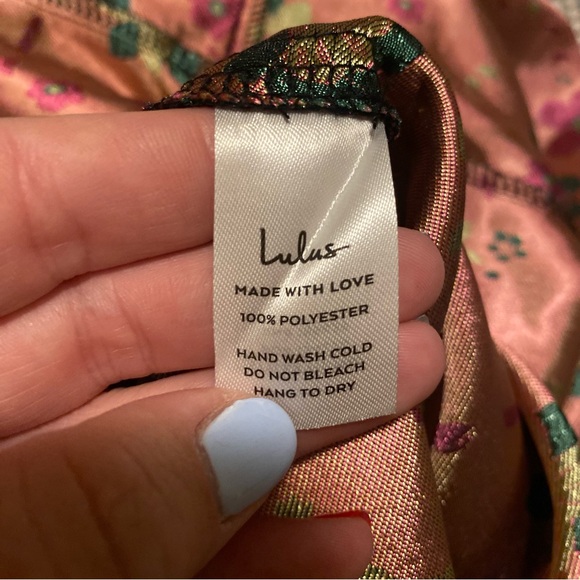 Lulus
MADE WITH LOVE
100% POLYESTER
HAND WASH COLD
DO NOT BLEACH
HANG TO DRY